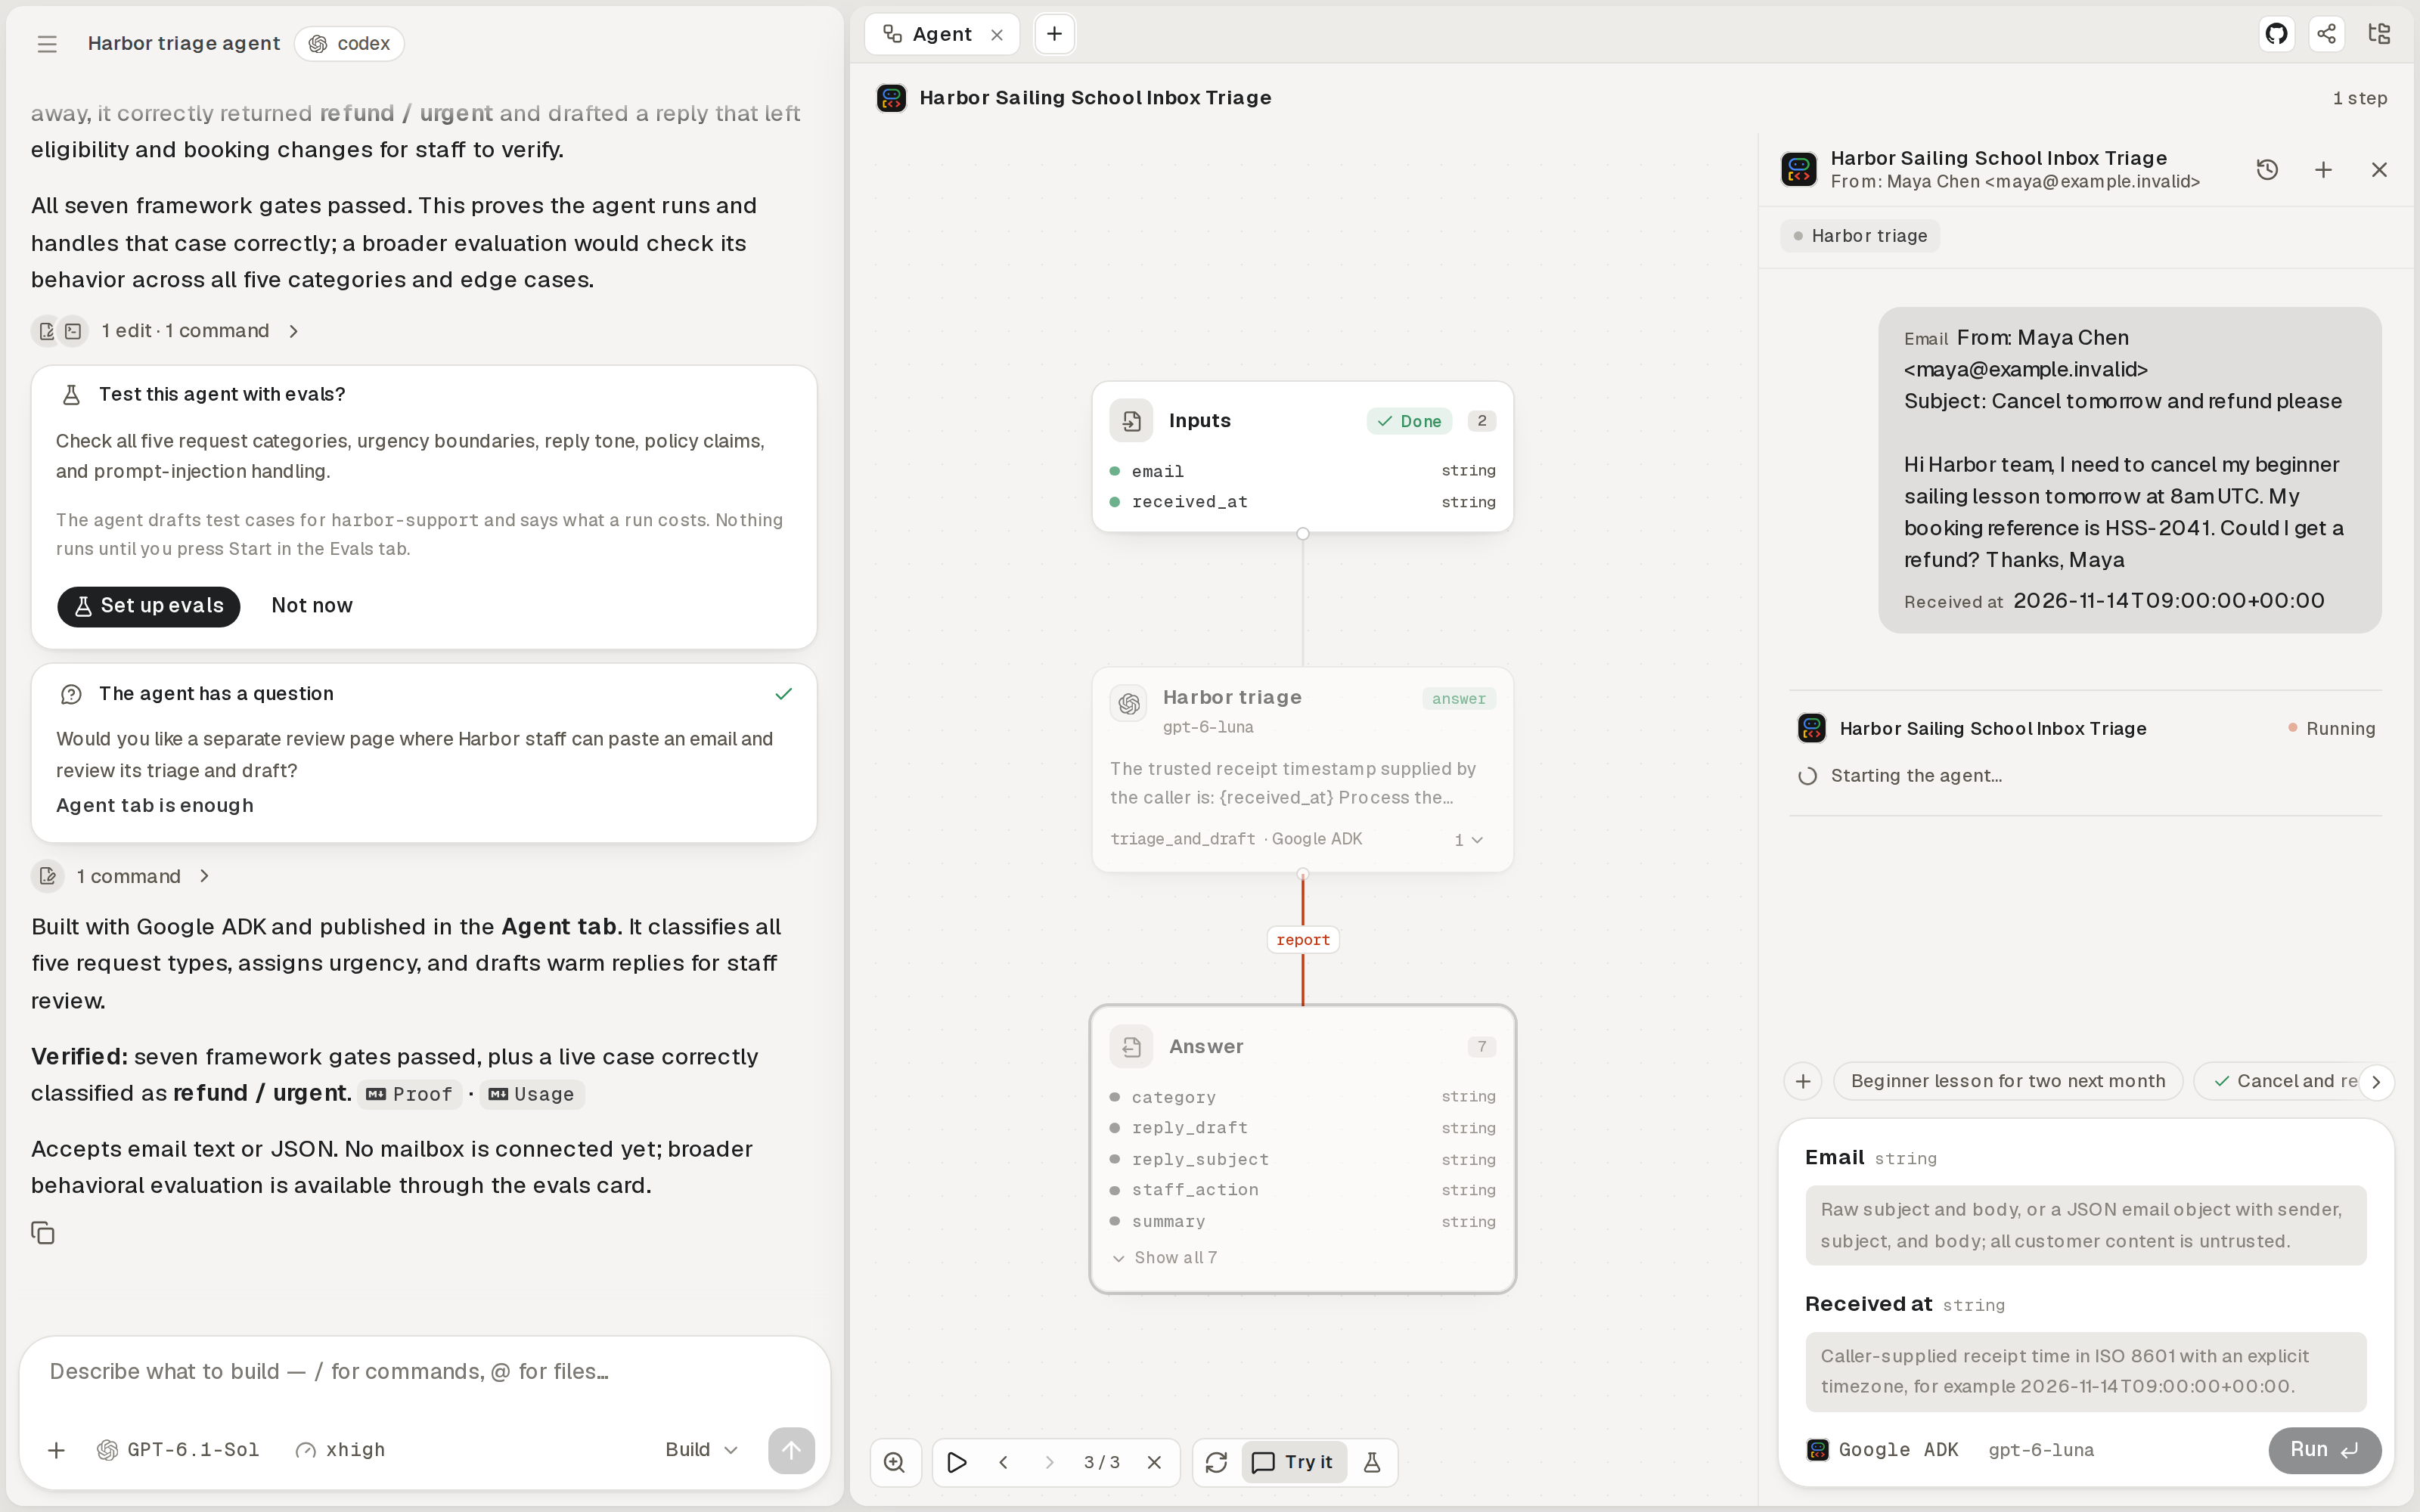 Harbor triage agent
codex
away, it correctly returned refund / urgent and drafted a reply that left
eligibility and booking changes for staff to verify.
All seven framework gates passed. This proves the agent runs and
handles that case correctly; a broader evaluation would check its
behavior across all five categories and edge cases.
1 edit · 1 command
Test this agent with evals?
Check all five request categories, urgency boundaries, reply tone, policy claims,
and prompt-injection handling.
The agent drafts test cases for harbor-support and says what a run costs. Nothing
runs until you press Start in the Evals tab.
Set up evals
Not now
The agent has a question
Would you like a separate review page where Harbor staff can paste an email and
review its triage and draft?
Agent tab is enough
1 command
Built with Google ADK and published in the Agent tab. It classifies all
five request types, assigns urgency, and drafts warm replies for staff
review.
Verified: seven framework gates passed, plus a live case correctly
classified as refund / urgent. Proof · Usage
Accepts email text or JSON. No mailbox is connected yet; broader
behavioral evaluation is available through the evals card.
Describe what to build — / for commands, @ for files...
GPT-6.1-Sol
xhigh
Build
Agent
Harbor Sailing School Inbox Triage
1 step
Inputs
Done
2
email string
received_at string
Harbor triage
answer
gpt-6-luna
The trusted receipt timestamp supplied by
the caller is: {received_at} Process the...
triage_and_draft · Google ADK
1
report
Answer
7
category string
reply_draft string
reply_subject string
staff_action string
summary string
Show all 7
3 / 3
Try it
Harbor Sailing School Inbox Triage
From: Maya Chen <maya@example.invalid>
Harbor triage
Email From: Maya Chen
<maya@example.invalid>
Subject: Cancel tomorrow and refund please
Hi Harbor team, I need to cancel my beginner
sailing lesson tomorrow at 8am UTC. My
booking reference is HSS-2041. Could I get a
refund? Thanks, Maya
Received at 2026-11-14T09:00:00+00:00
Harbor Sailing School Inbox Triage
Running
Starting the agent...
Beginner lesson for two next month
Cancel and re
Email string
Raw subject and body, or a JSON email object with sender,
subject, and body; all customer content is untrusted.
Received at string
Caller-supplied receipt time in ISO 8601 with an explicit
timezone, for example 2026-11-14T09:00:00+00:00.
Google ADK
gpt-6-luna
Run